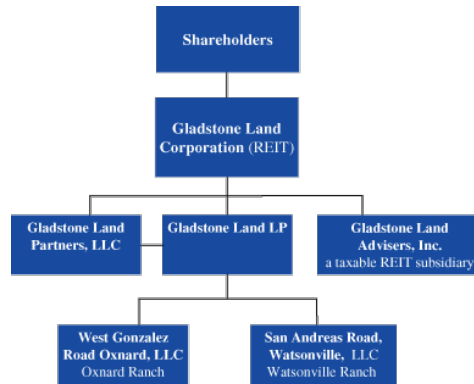 Shareholders
Gladstone Land
Corporation (REIT)
Gladstone Land
Partners, LLC
Gladstone Land LP
Gladstone Land
Advisers, Inc.
a taxable REIT subsidiary
West Gonzalez
Road Oxnard, LLC
Oxnard Ranch
San Andreas Road,
Watsonville, LLC
Watsonville Ranch